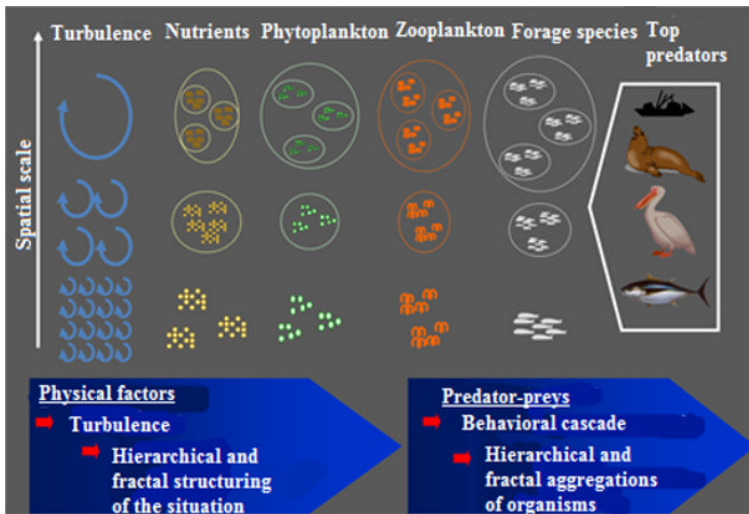 Turbulence
Nutrients
Phytoplankton
Zooplankton
Forage species
Top
predators
Spatial scale
Physical factors
Turbulence
Hierarchical and
fractal structuring
of the situation
Predator-preys
Behavioral cascade
Hierarchical and
fractal aggregations
of organisms